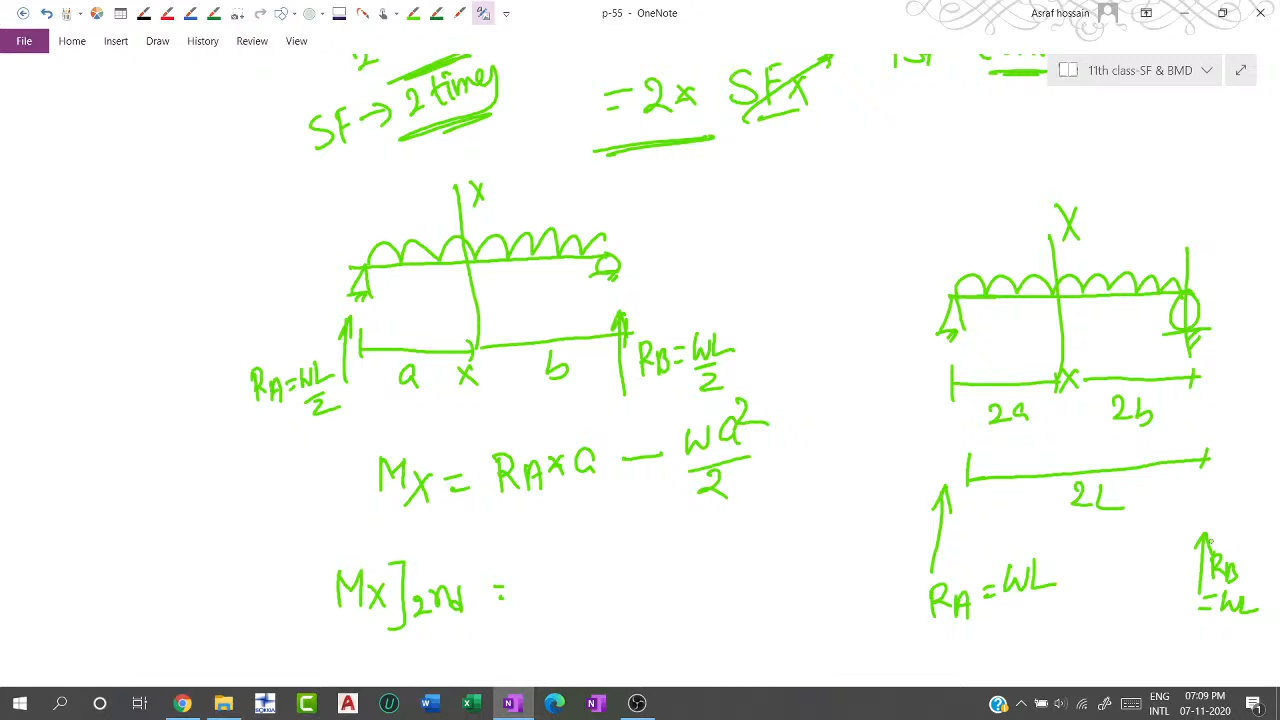 p-55 - OneNote
Asraf hossain
File Home Insert Draw History Review View
11th class-SF & BMD
SF → 2 times
= 2x SFx
X
RA = WL/2
a
X
b
RB = WL/2
Mx = RA x a - wa²/2
Mx]2nd =
X
X
2a
2b
2L
RA = WL
RB
= WL
ENG
INTL
07:09 PM
07-11-2020